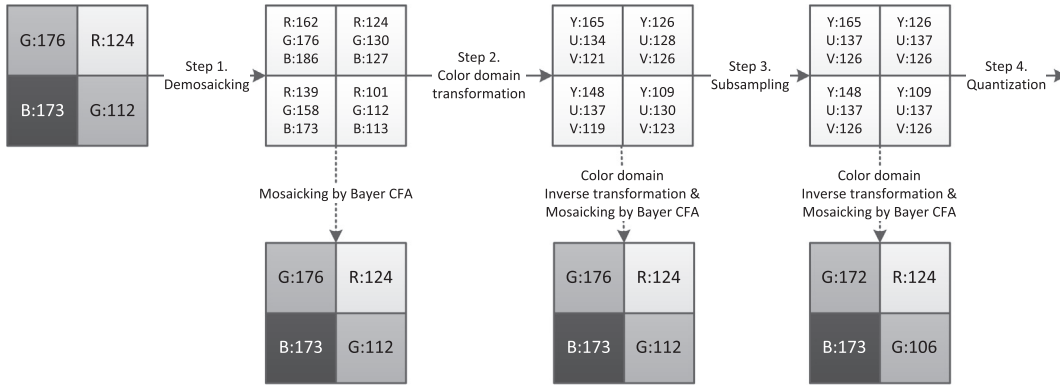 G:176 R:124
B:173 G:112
Step 1.
Demosaicking
R:162 R:124
G:176 G:130
B:186 B:127
R:139 R:101
G:158 G:112
B:173 B:113
Step 2.
Color domain
transformation
Y:165 Y:126
U:134 U:128
V:121 V:126
Y:148 Y:109
U:137 U:130
V:119 V:123
Step 3.
Subsampling
Y:165 Y:126
U:137 U:137
V:126 V:126
Y:148 Y:109
U:137 U:137
V:126 V:126
Step 4.
Quantization
Mosaicking by Bayer CFA
Color domain
Inverse transformation &
Mosaicking by Bayer CFA
Color domain
Inverse transformation &
Mosaicking by Bayer CFA
G:176 R:124
B:173 G:112
G:176 R:124
B:173 G:112
G:172 R:124
B:173 G:106